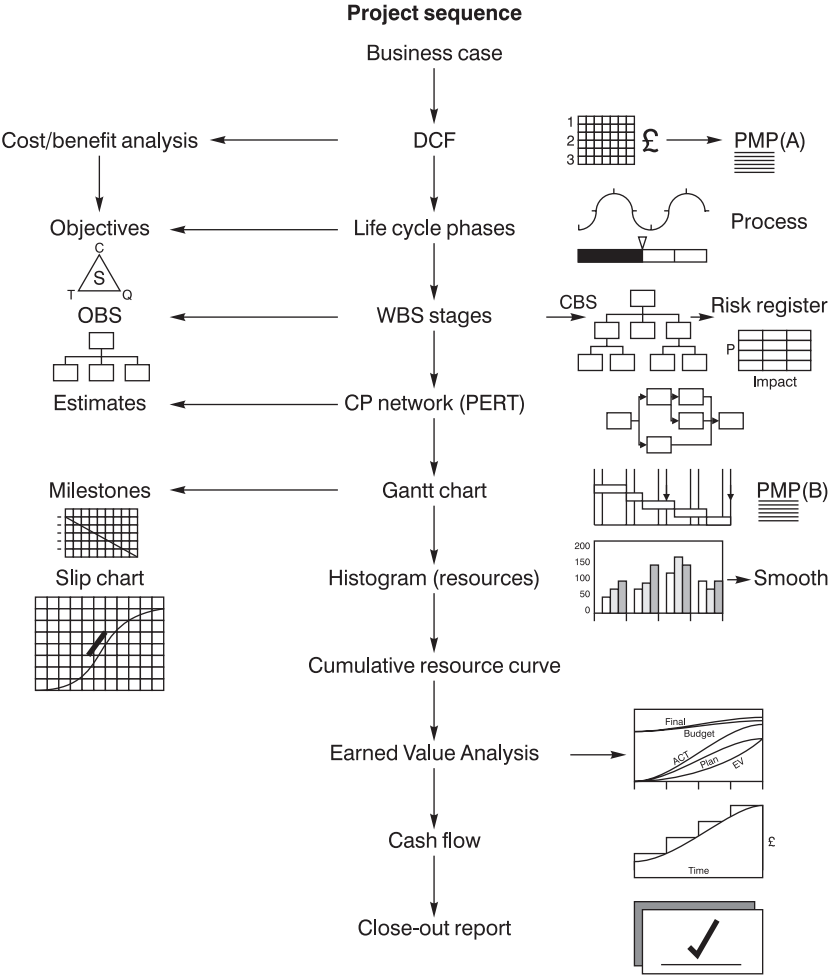 Project sequence
Business case
Cost/benefit analysis
DCF
1
2
3
£
PMP(A)
Objectives
Life cycle phases
Process
C
S
T
Q
OBS
WBS stages
CBS
Risk register
P
Impact
Estimates
CP network (PERT)
Milestones
Gantt chart
PMP(B)
Slip chart
Histogram (resources)
200
150
100
50
0
Smooth
Cumulative resource curve
Earned Value Analysis
Final
Budget
ACT
Plan
EV
Cash flow
£
Time
Close-out report